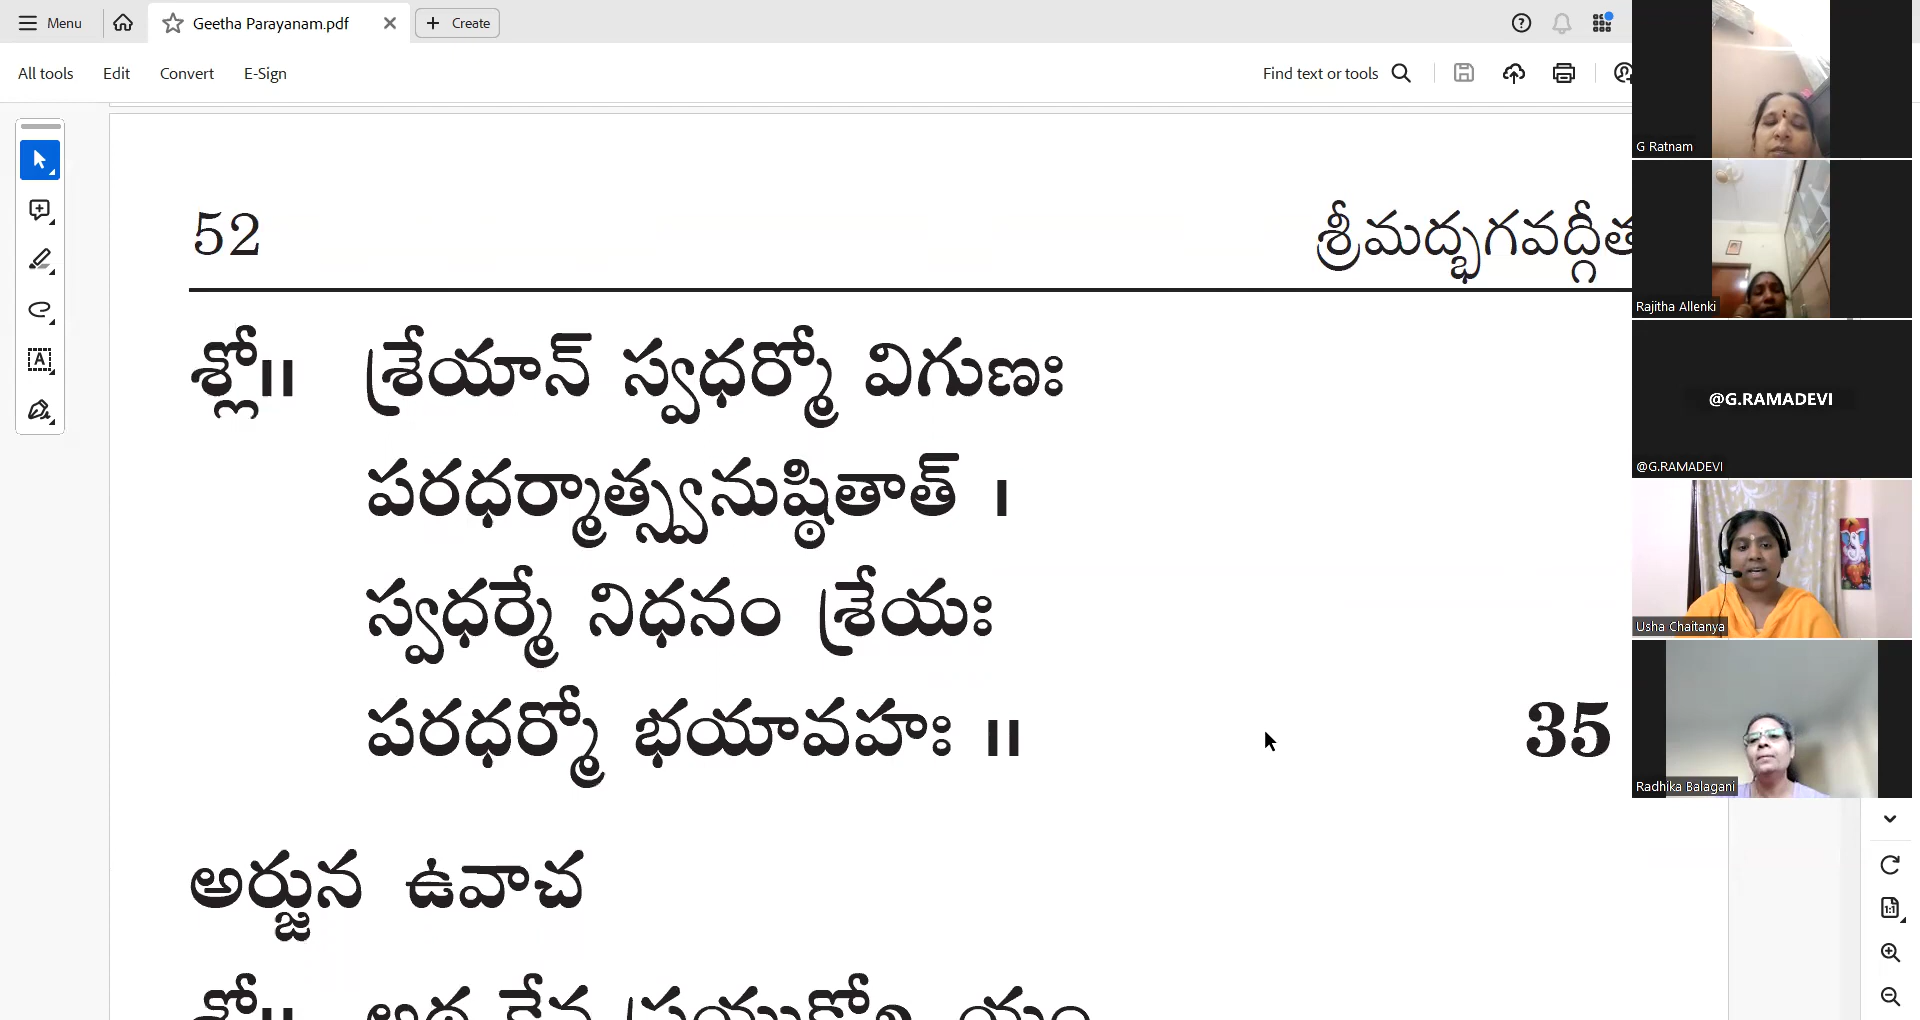 Menu
Geetha Parayanam.pdf
Create
All tools
Edit
Convert
E-Sign
Find text or tools
52
శ్రీమద్భగవద్గీత
శ్లో॥ శ్రేయాన్ స్వధర్మో విగుణః
పరధర్మాత్స్వనుష్ఠితాత్ ।
స్వధర్మే నిధనం శ్రేయః
పరధర్మో భయావహః ॥ 35
అర్జున ఉవాచ
G Ratnam
Rajitha Allenki
@G.RAMADEVI
@G.RAMADEVI
Usha Chaitanya
Radhika Balagani